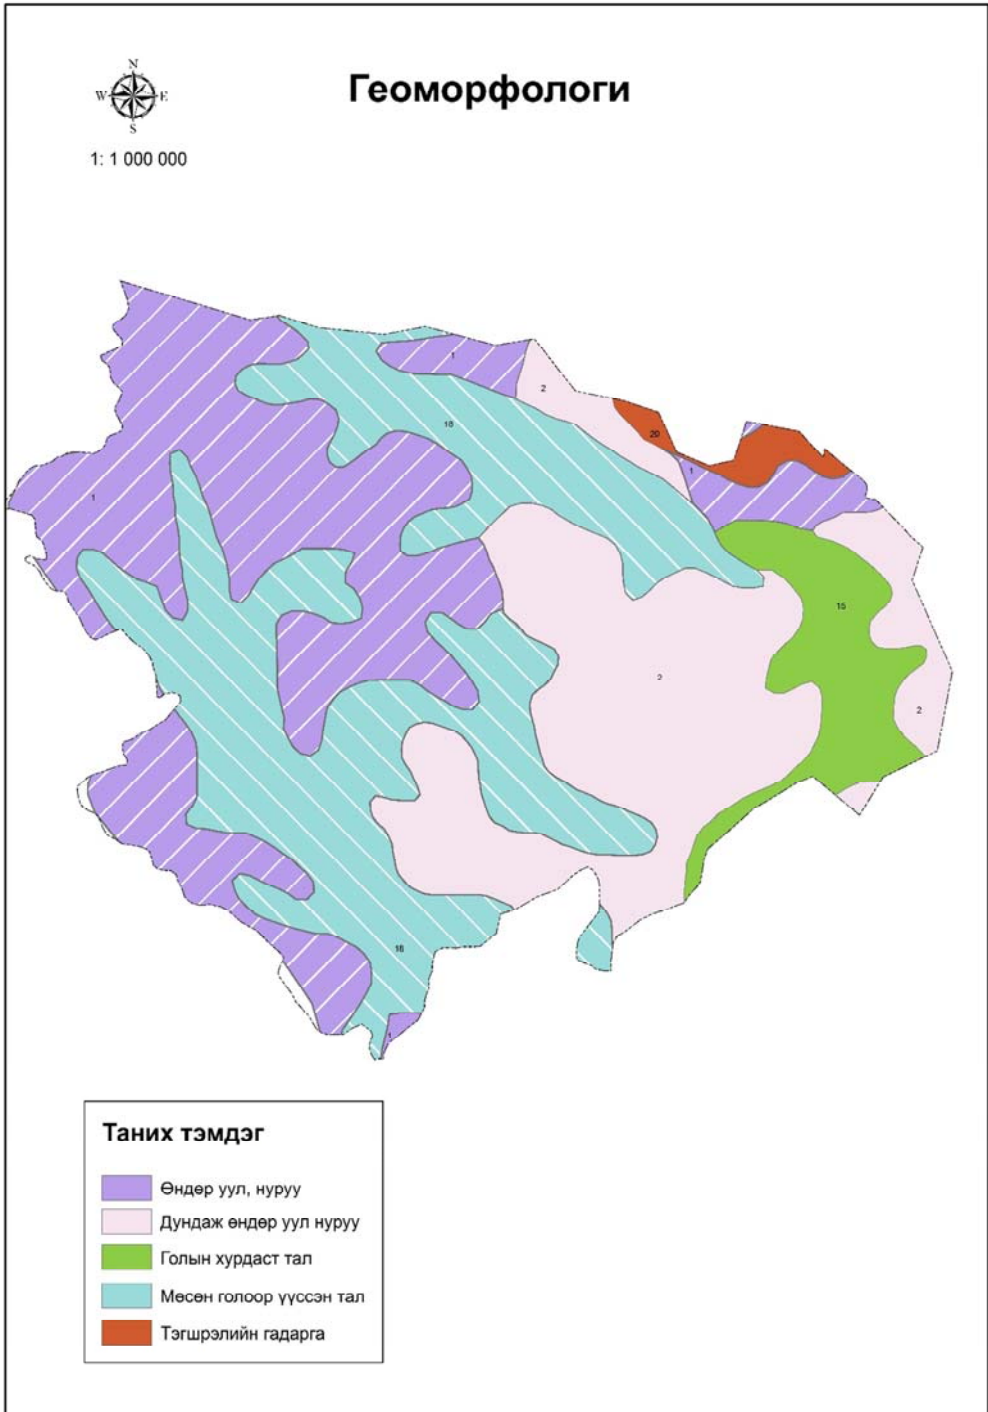 N
Геоморфологи
W E
S
1: 1 000 000
1
2
18
20
1
1
15
2
2
18
1
Таних тэмдэг
Өндөр уул, нуруу
Дундаж өндөр уул нуруу
Голын хурдаст тал
Мөсөн голоор үүссэн тал
Тэгшрэлийн гадарга